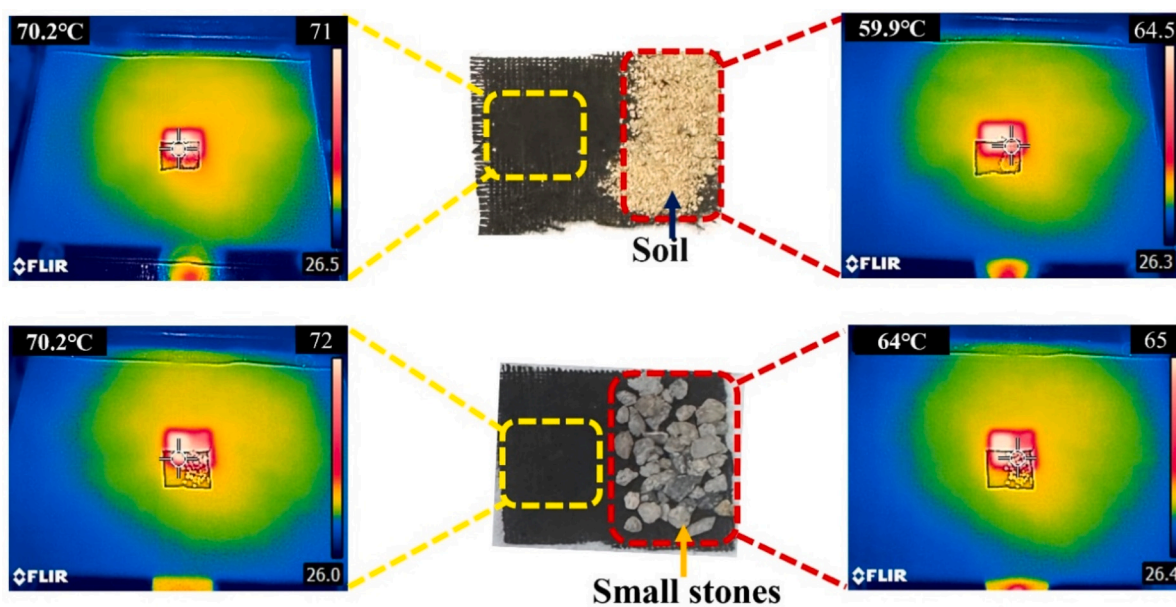 70.2°C
71
FLIR
26.5
Soil
59.9°C
64.5
FLIR
26.3
70.2°C
72
FLIR
26.0
Small stones
64°C
65
FLIR
26.4